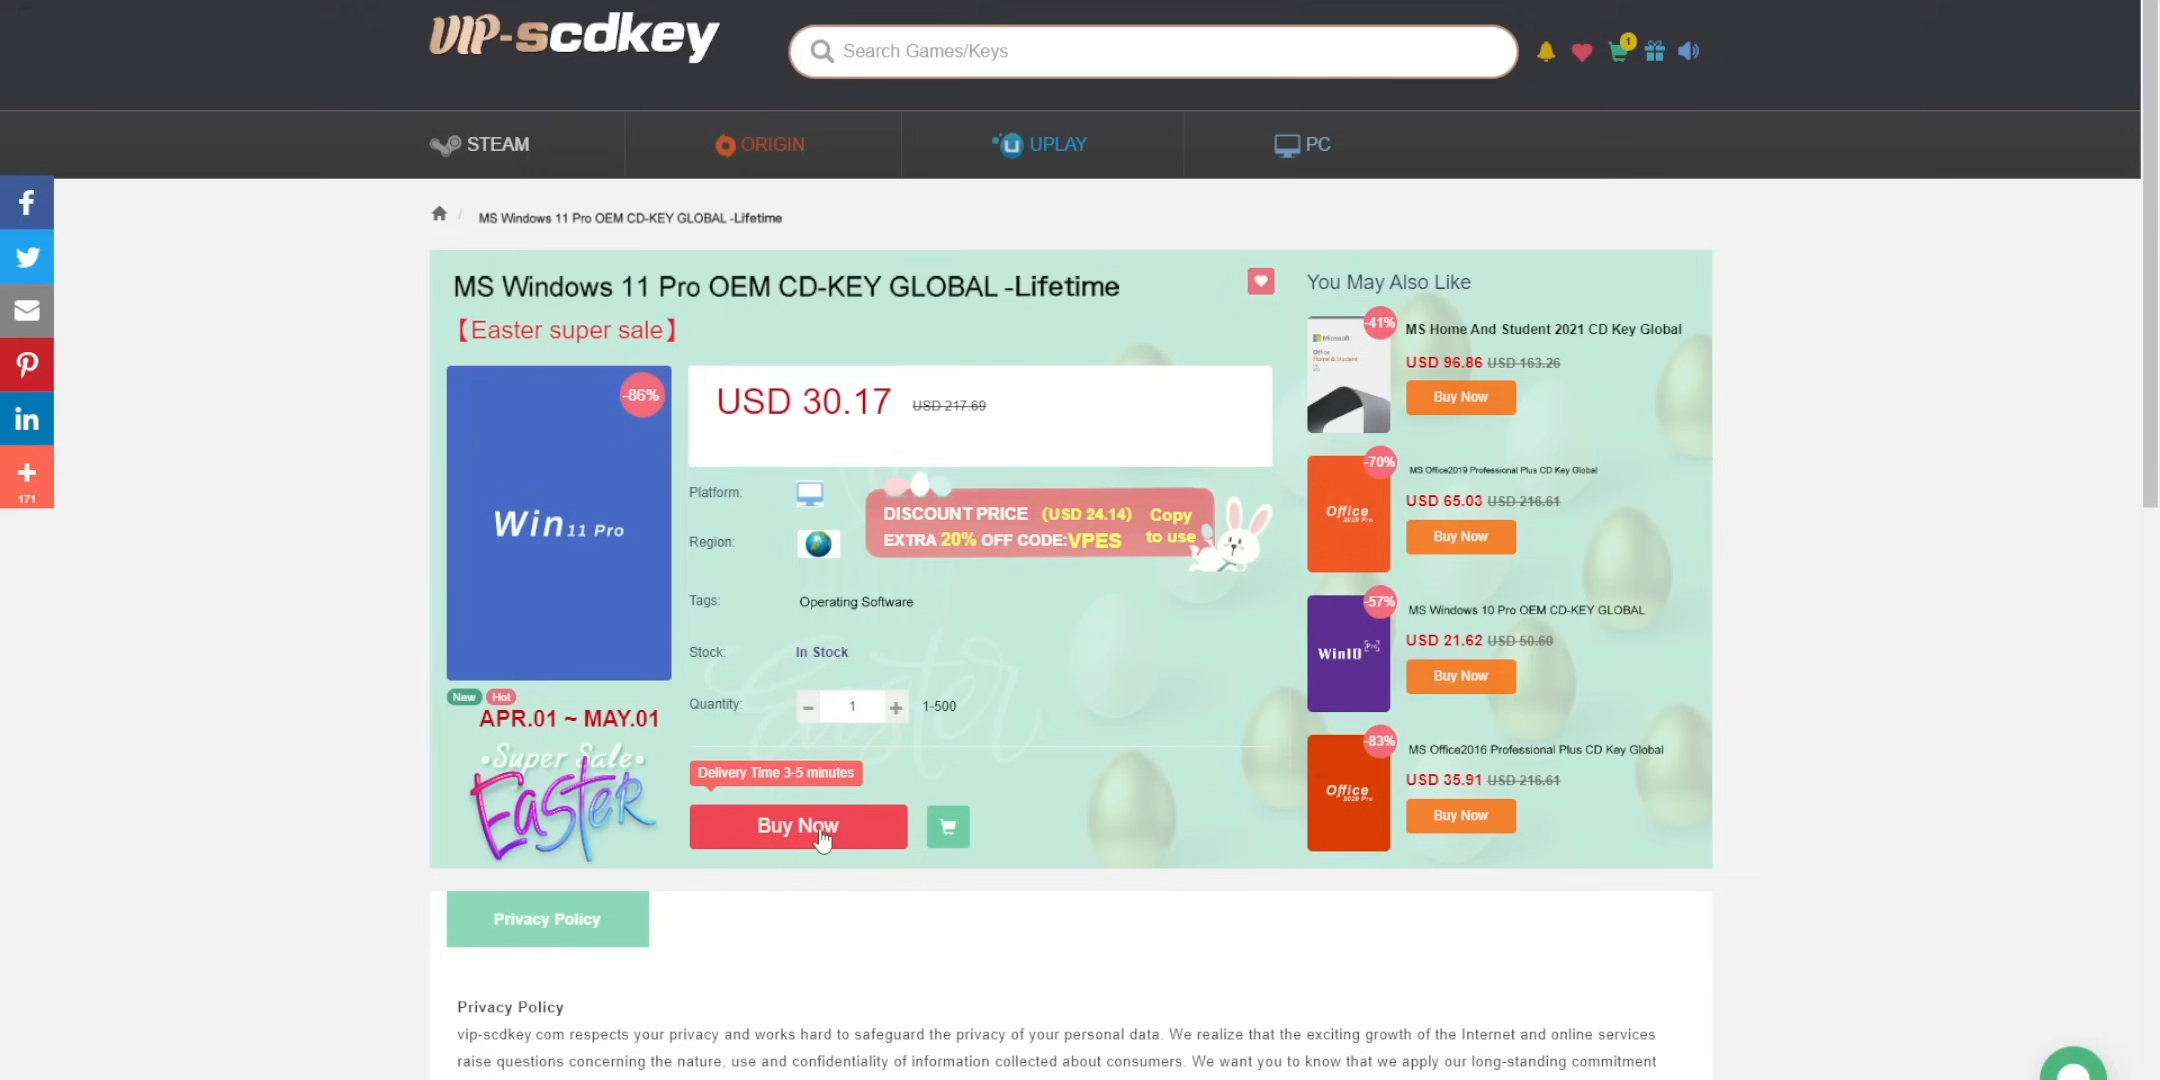 VIP-scdkey
Search Games/Keys
1
STEAM
ORIGIN
UPLAY
PC
171
MS Windows 11 Pro OEM CD-KEY GLOBAL -Lifetime
MS Windows 11 Pro OEM CD-KEY GLOBAL -Lifetime
【Easter super sale】
-86%
Win 11 Pro
New Hot
APR.01 ~ MAY.01
•Super Sale•
Easter
USD 30.17 USD 217.69
Platform:
DISCOUNT PRICE (USD 24.14) Copy
EXTRA 20% OFF CODE:VPES to use
Region:
Tags: Operating Software
Stock: In Stock
Easter
Quantity: - 1 + 1-500
Delivery Time 3-5 minutes
Buy Now
You May Also Like
-41%
Microsoft
Office
Home & Student
MS Home And Student 2021 CD Key Global
USD 96.86 USD 163.26
Buy Now
-70%
Office
2019 Pro
MS Office2019 Professional Plus CD Key Global
USD 65.03 USD 216.61
Buy Now
-57%
Win10 Pro
MS Windows 10 Pro OEM CD-KEY GLOBAL
USD 21.62 USD 50.60
Buy Now
-83%
Office
MS Office2016 Professional Plus CD Key Global
USD 35.91 USD 216.61
Buy Now
Privacy Policy
Privacy Policy
vip-scdkey.com respects your privacy and works hard to safeguard the privacy of your personal data. We realize that the exciting growth of the Internet and online services
raise questions concerning the nature, use and confidentiality of information collected about consumers. We want you to know that we apply our long-standing commitment